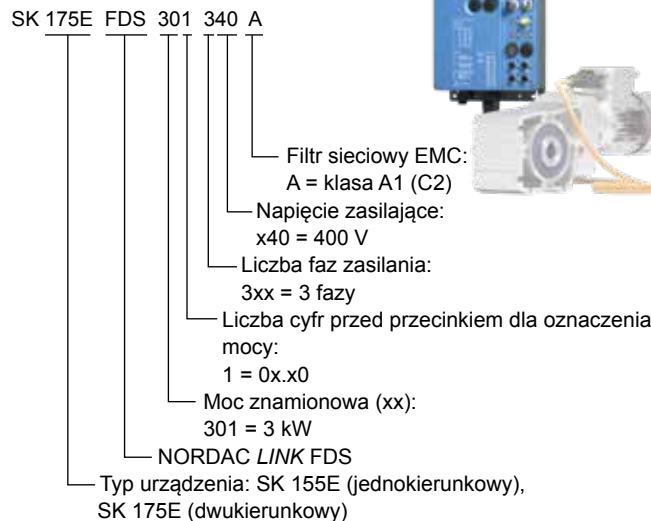 SK 175E FDS 301 340 A
Filtr sieciowy EMC:
A = klasa A1 (C2)
Napięcie zasilające:
x40 = 400 V
Liczba faz zasilania:
3xx = 3 fazy
Liczba cyfr przed przecinkiem dla oznaczenia
mocy:
1 = 0x.x0
Moc znamionowa (xx):
301 = 3 kW
NORDAC LINK FDS
Typ urządzenia: SK 155E (jednokierunkowy),
SK 175E (dwukierunkowy)